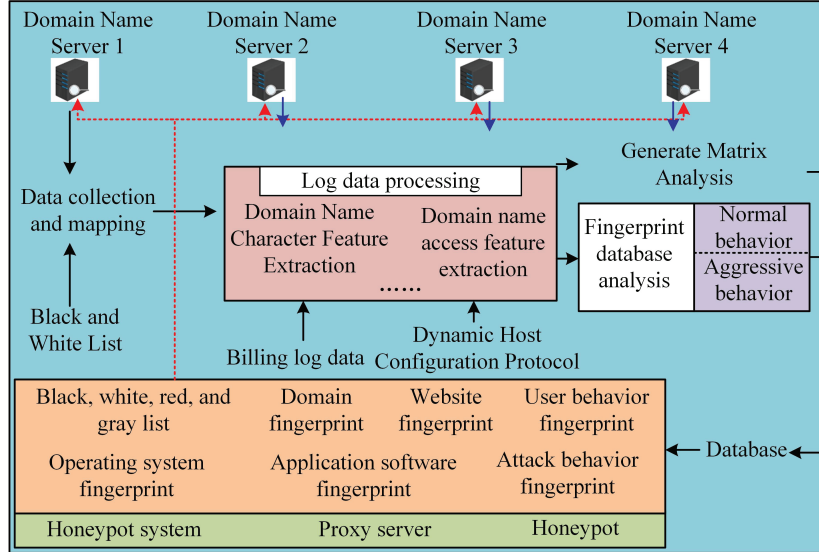 Domain Name
Server 1
Domain Name
Server 2
Domain Name
Server 3
Domain Name
Server 4
Data collection
and mapping
Black and
White List
Log data processing
Domain Name
Character Feature
Extraction
Domain name
access feature
extraction
……
Billing log data
Dynamic Host
Configuration Protocol
Generate Matrix
Analysis
Fingerprint
database
analysis
Normal
behavior
Aggressive
behavior
Black, white, red, and
gray list
Domain
fingerprint
Website
fingerprint
User behavior
fingerprint
Operating system
fingerprint
Application software
fingerprint
Attack behavior
fingerprint
Database
Honeypot system
Proxy server
Honeypot